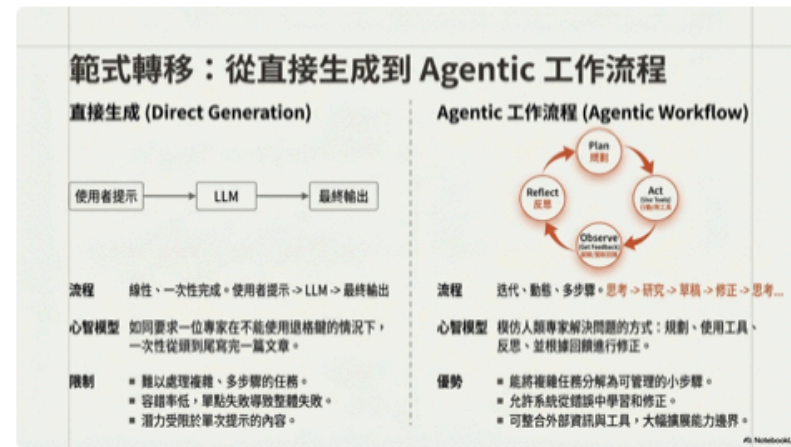 範式轉移：從直接生成到 Agentic 工作流程
直接生成 (Direct Generation)
使用者提示
LLM
最終輸出
流程 線性、一次性完成。使用者提示 -> LLM -> 最終輸出
心智模型 如同要求一位專家在不能使用退格鍵的情況下，
一次性從頭到尾寫完一篇文章。
限制
▪ 難以處理複雜、多步驟的任務。
▪ 容錯率低，單點失敗導致整體失敗。
▪ 潛力受限於單次提示的內容。
Agentic 工作流程 (Agentic Workflow)
Plan
規劃
Act
(Use Tools)
行動/用工具
Observe
(Get Feedback)
Reflect
反思
流程 迭代、動態、多步驟。思考 -> 研究 -> 草稿 -> 修正 -> 思考...
心智模型 模仿人類專家解決問題的方式：規劃、使用工具、
反思、並根據回饋進行修正。
優勢
▪ 能將複雜任務分解為可管理的小步驟。
▪ 允許系統從錯誤中學習和修正。
▪ 可整合外部資訊與工具，大幅擴展能力邊界。